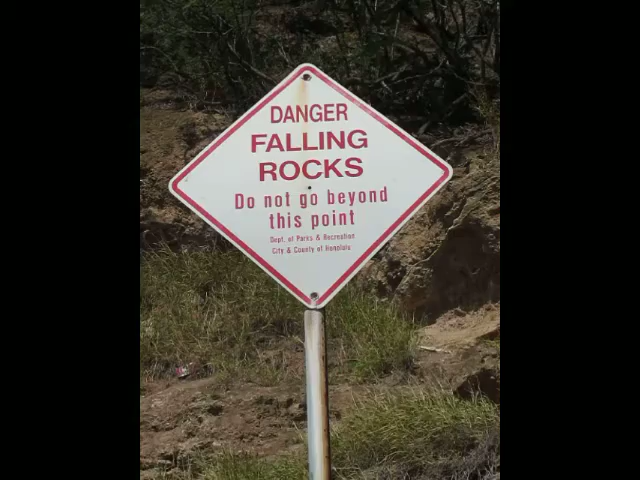 DANGER
FALLING
ROCKS
Do not go beyond
this point
Dept. of Parks & Recreation
City & County of Honolulu